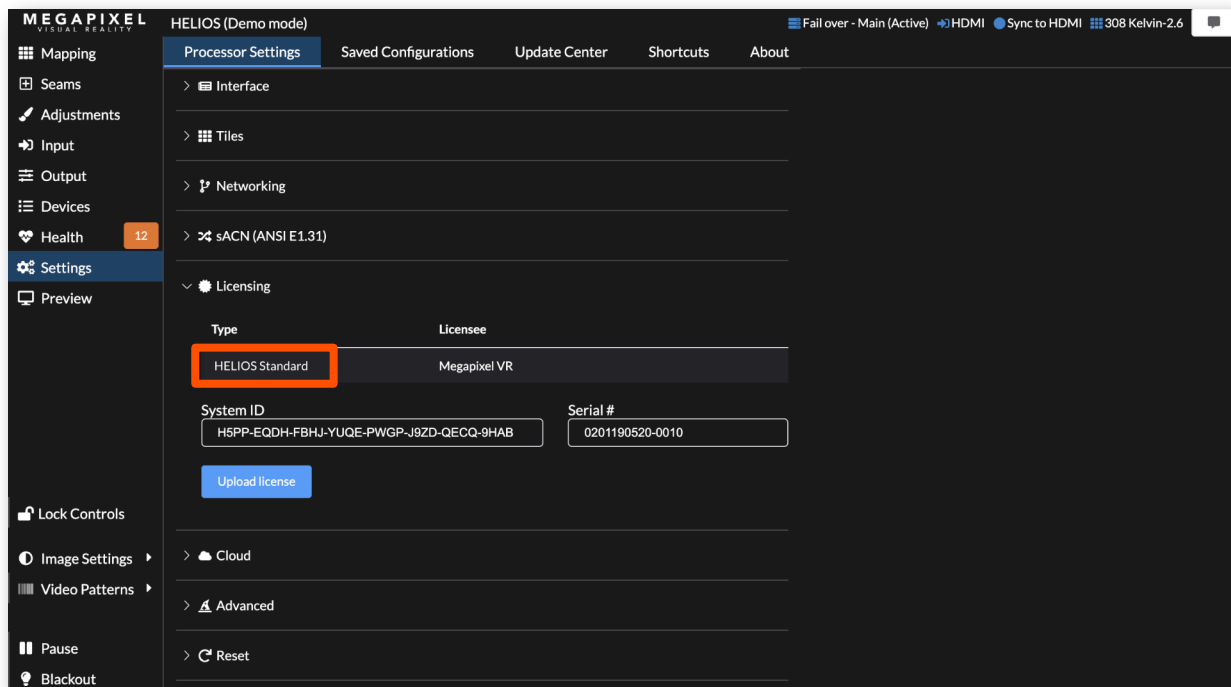 MEGAPIXEL
VISUAL REALITY
HELIOS (Demo mode)
Fail over - Main (Active) HDMI Sync to HDMI 308 Kelvin-2.6
Mapping
Seams
Adjustments
Input
Output
Devices
Health 12
Settings
Preview
Lock Controls
Image Settings
Video Patterns
Pause
Blackout
Processor Settings Saved Configurations Update Center Shortcuts About
Interface
Tiles
Networking
sACN (ANSI E1.31)
Licensing
Type Licensee
HELIOS Standard Megapixel VR
System ID Serial #
H5PP-EQDH-FBHJ-YUQE-PWGP-J9ZD-QECQ-9HAB 0201190520-0010
Upload license
Cloud
Advanced
Reset